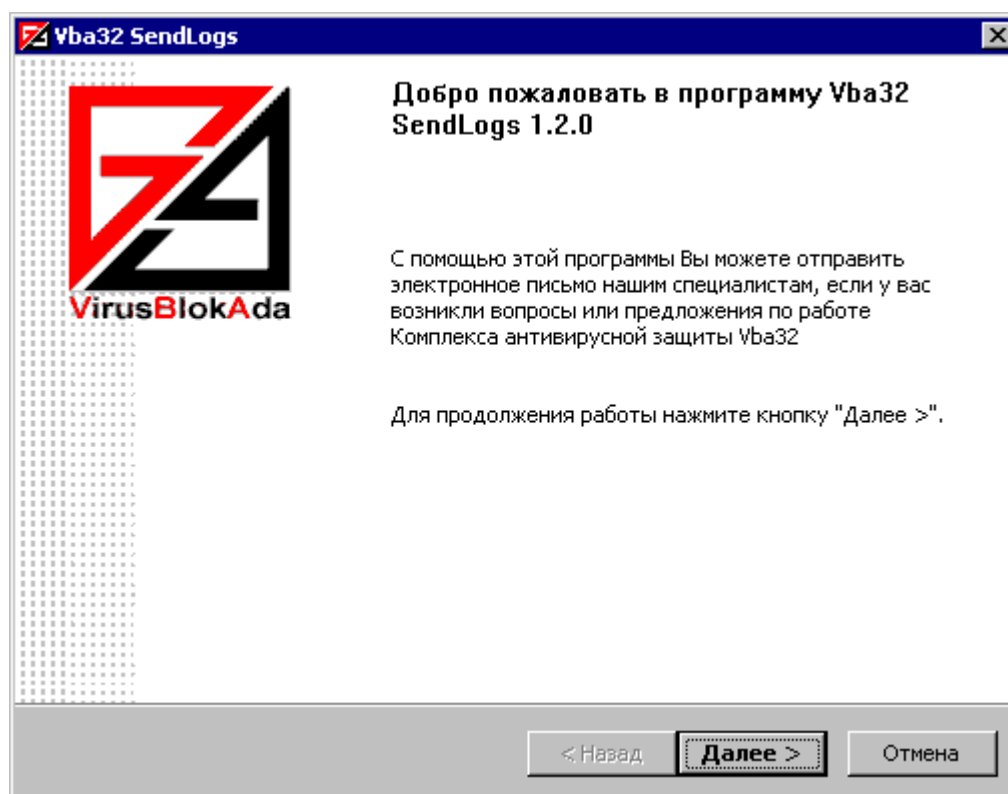 Vba32 SendLogs
VirusBlokAda
Добро пожаловать в программу Vba32
SendLogs 1.2.0
С помощью этой программы Вы можете отправить
электронное письмо нашим специалистам, если у вас
возникли вопросы или предложения по работе
Комплекса антивирусной защиты Vba32
Для продолжения работы нажмите кнопку "Далее >".
< Назад
Далее >
Отмена